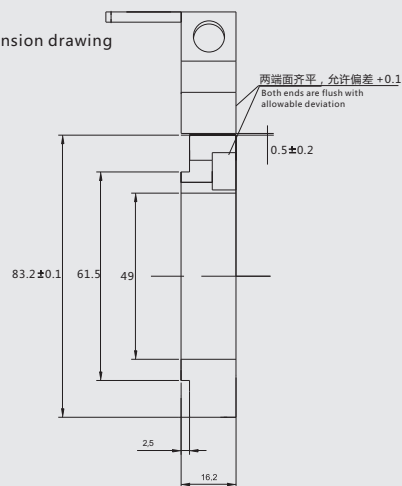 nsion drawing
两端面齐平，允许偏差 +0.1
Both ends are flush with
allowable deviation
0.5±0.2
83.2±0.1
61.5
49
2,5
16,2